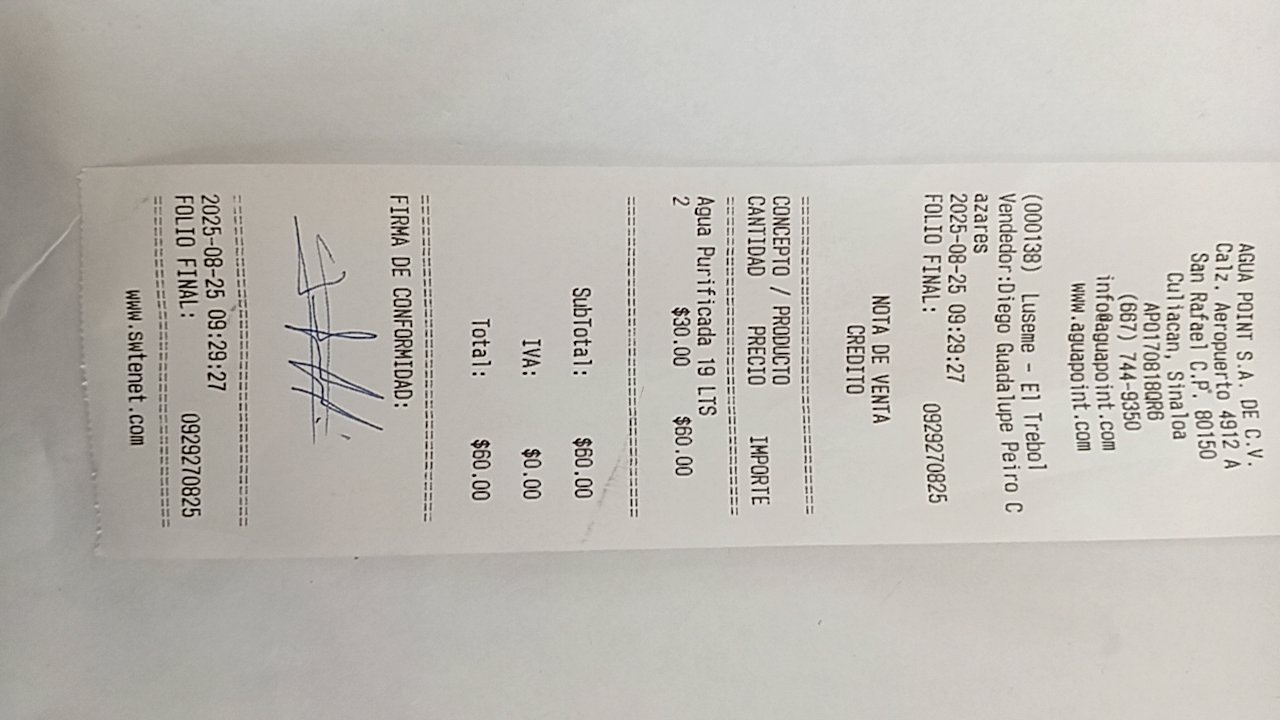 AGUA POINT S.A. DE C.V.
Calz. Aeropuerto 4912 A
San Rafael C.P. 80150
Culiacan, Sinaloa
APO170818QR6
(667) 744-9350
info@aguapoint.com
www.aguapoint.com
(000138) Luseme - El Trebol
Vendedor:Diego Guadalupe Peiro C
azares
2025-08-25 09:29:27
FOLIO FINAL: 0929270825
NOTA DE VENTA
CREDITO
================================
CONCEPTO / PRODUCTO
CANTIDAD PRECIO IMPORTE
================================
Agua Purificada 19 LTS
2 $30.00 $60.00
================================
SubTotal: $60.00
IVA: $0.00
Total: $60.00
================================
FIRMA DE CONFORMIDAD:
================================
2025-08-25 09:29:27
FOLIO FINAL: 0929270825
================================
www.swtenet.com